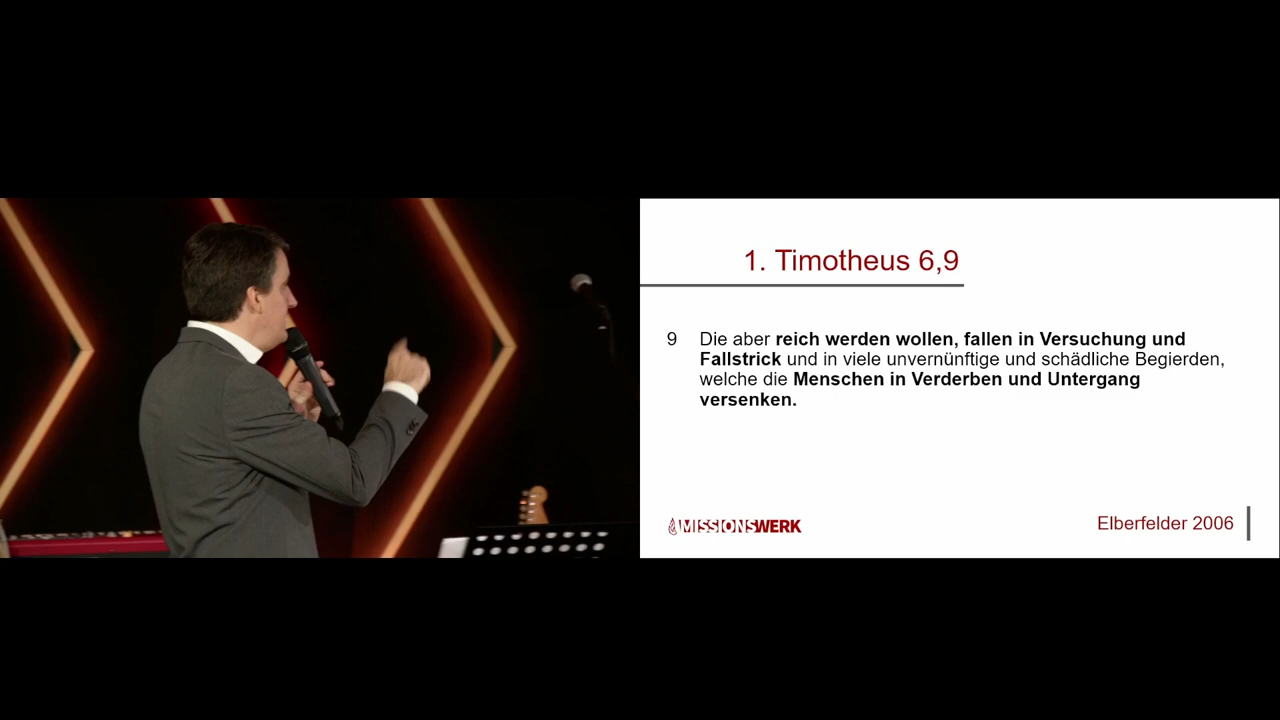 1. Timotheus 6,9
9 Die aber reich werden wollen, fallen in Versuchung und
Fallstrick und in viele unvernünftige und schädliche Begierden,
welche die Menschen in Verderben und Untergang
versenken.
MISSIONSWERK
Elberfelder 2006